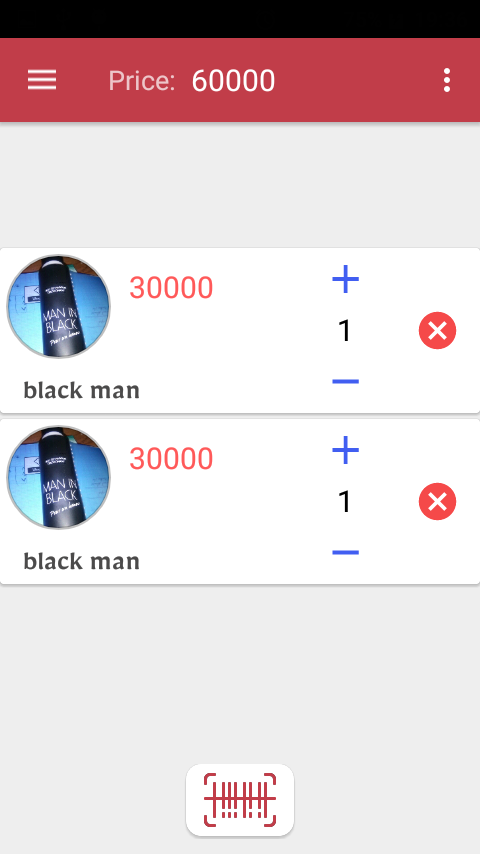 Price: 60000
30000
+
1
−
MAN IN
BLACK
black man
30000
+
1
−
MAN IN
BLACK
black man